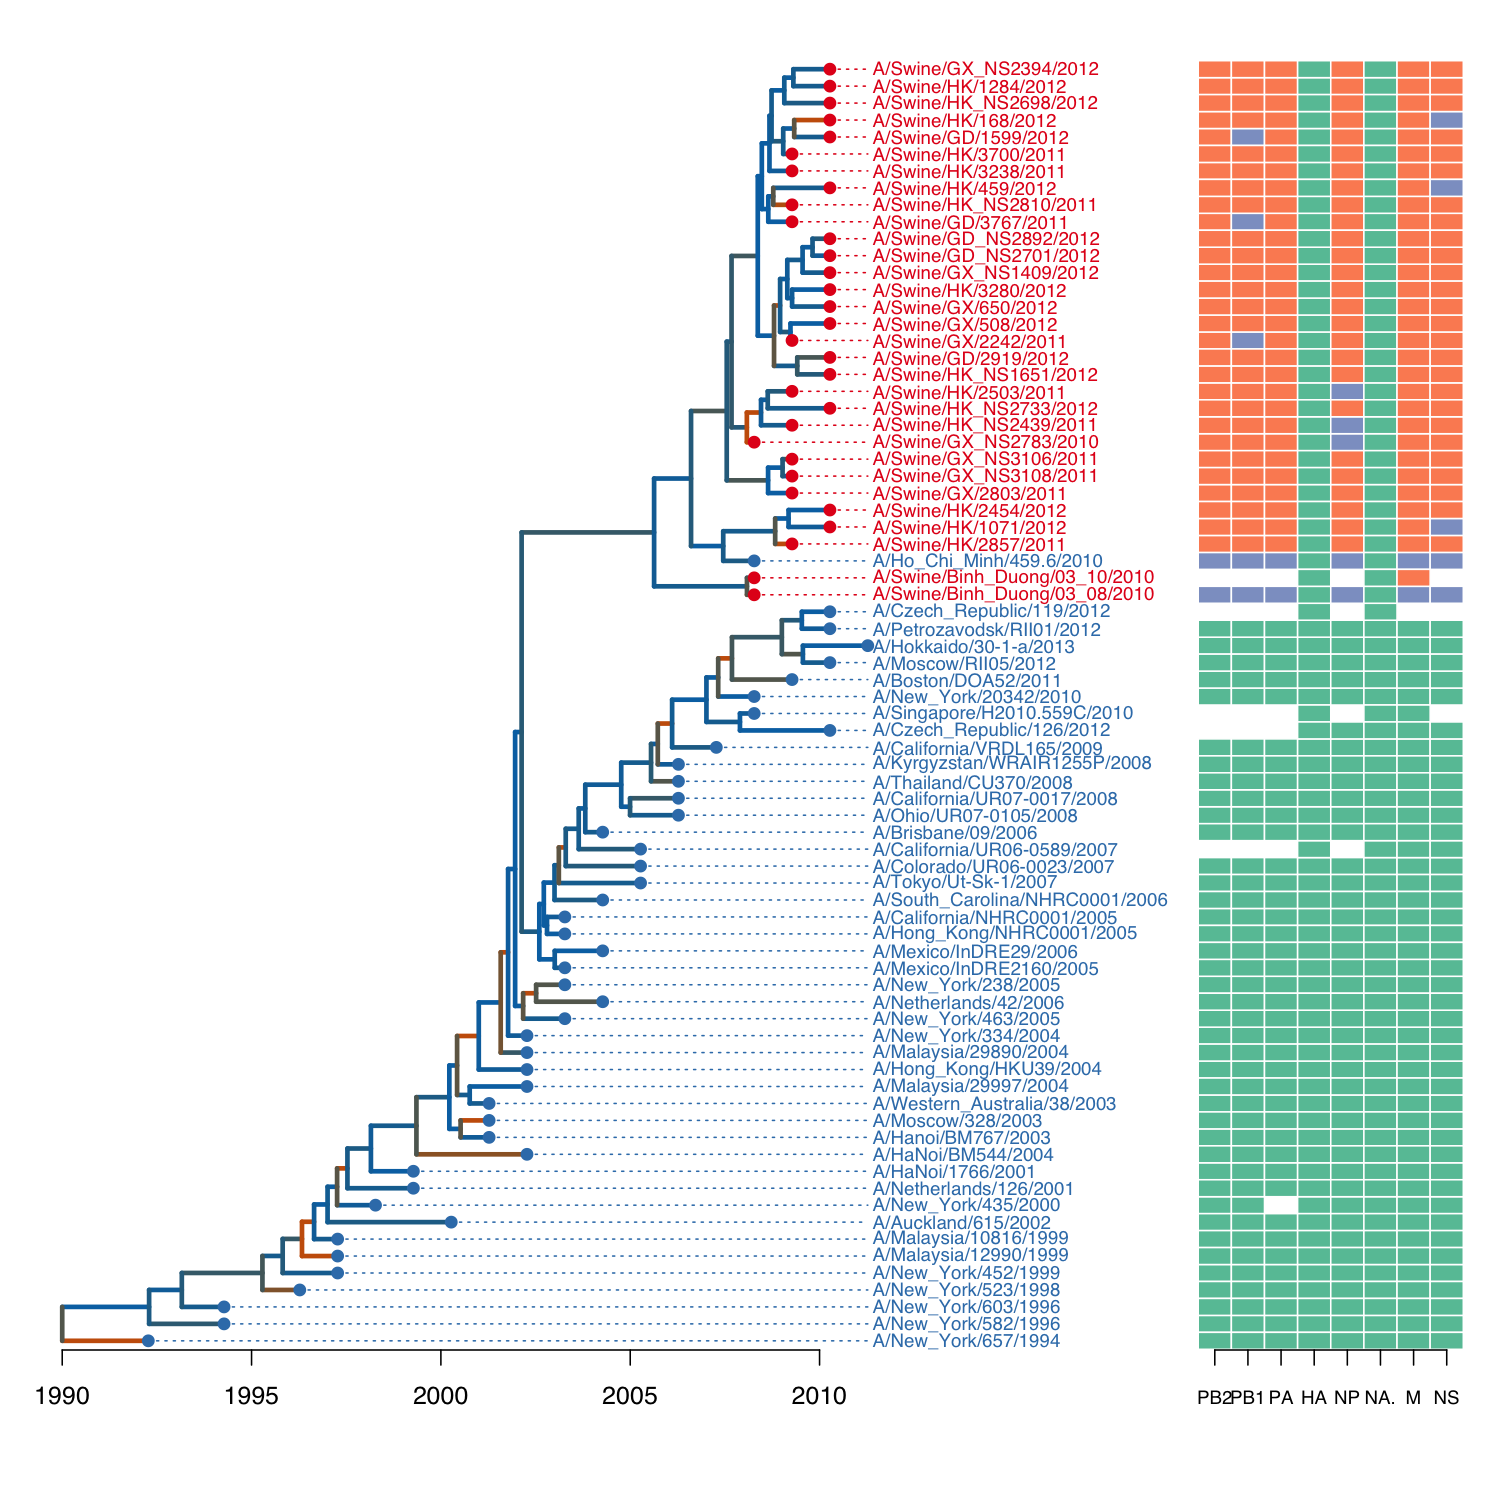 A/Swine/GX_NS2394/2012
A/Swine/HK/1284/2012
A/Swine/HK_NS2698/2012
A/Swine/HK/168/2012
A/Swine/GD/1599/2012
A/Swine/HK/3700/2011
A/Swine/HK/3238/2011
A/Swine/HK/459/2012
A/Swine/HK_NS2810/2011
A/Swine/GD/3767/2011
A/Swine/GD_NS2892/2012
A/Swine/GD_NS2701/2012
A/Swine/GX_NS1409/2012
A/Swine/HK/3280/2012
A/Swine/GX/650/2012
A/Swine/GX/508/2012
A/Swine/GX/2242/2011
A/Swine/GD/2919/2012
A/Swine/HK_NS1651/2012
A/Swine/HK/2503/2011
A/Swine/HK_NS2733/2012
A/Swine/HK_NS2439/2011
A/Swine/GX_NS2783/2010
A/Swine/GX_NS3106/2011
A/Swine/GX_NS3108/2011
A/Swine/GX/2803/2011
A/Swine/HK/2454/2012
A/Swine/HK/1071/2012
A/Swine/HK/2857/2011
A/Ho_Chi_Minh/459.6/2010
A/Swine/Binh_Duong/03_10/2010
A/Swine/Binh_Duong/03_08/2010
A/Czech_Republic/119/2012
A/Petrozavodsk/RII01/2012
A/Hokkaido/30-1-a/2013
A/Moscow/RII05/2012
A/Boston/DOA52/2011
A/New_York/20342/2010
A/Singapore/H2010.559C/2010
A/Czech_Republic/126/2012
A/California/VRDL165/2009
A/Kyrgyzstan/WRAIR1255P/2008
A/Thailand/CU370/2008
A/California/UR07-0017/2008
A/Ohio/UR07-0105/2008
A/Brisbane/09/2006
A/California/UR06-0589/2007
A/Colorado/UR06-0023/2007
A/Tokyo/Ut-Sk-1/2007
A/South_Carolina/NHRC0001/2006
A/California/NHRC0001/2005
A/Hong_Kong/NHRC0001/2005
A/Mexico/InDRE29/2006
A/Mexico/InDRE2160/2005
A/New_York/238/2005
A/Netherlands/42/2006
A/New_York/463/2005
A/New_York/334/2004
A/Malaysia/29890/2004
A/Hong_Kong/HKU39/2004
A/Malaysia/29997/2004
A/Western_Australia/38/2003
A/Moscow/328/2003
A/Hanoi/BM767/2003
A/HaNoi/BM544/2004
A/HaNoi/1766/2001
A/Netherlands/126/2001
A/New_York/435/2000
A/Auckland/615/2002
A/Malaysia/10816/1999
A/Malaysia/12990/1999
A/New_York/452/1999
A/New_York/523/1998
A/New_York/603/1996
A/New_York/582/1996
A/New_York/657/1994
1990 1995 2000 2005 2010 PB2 PB1 PA HA NP NA. M NS